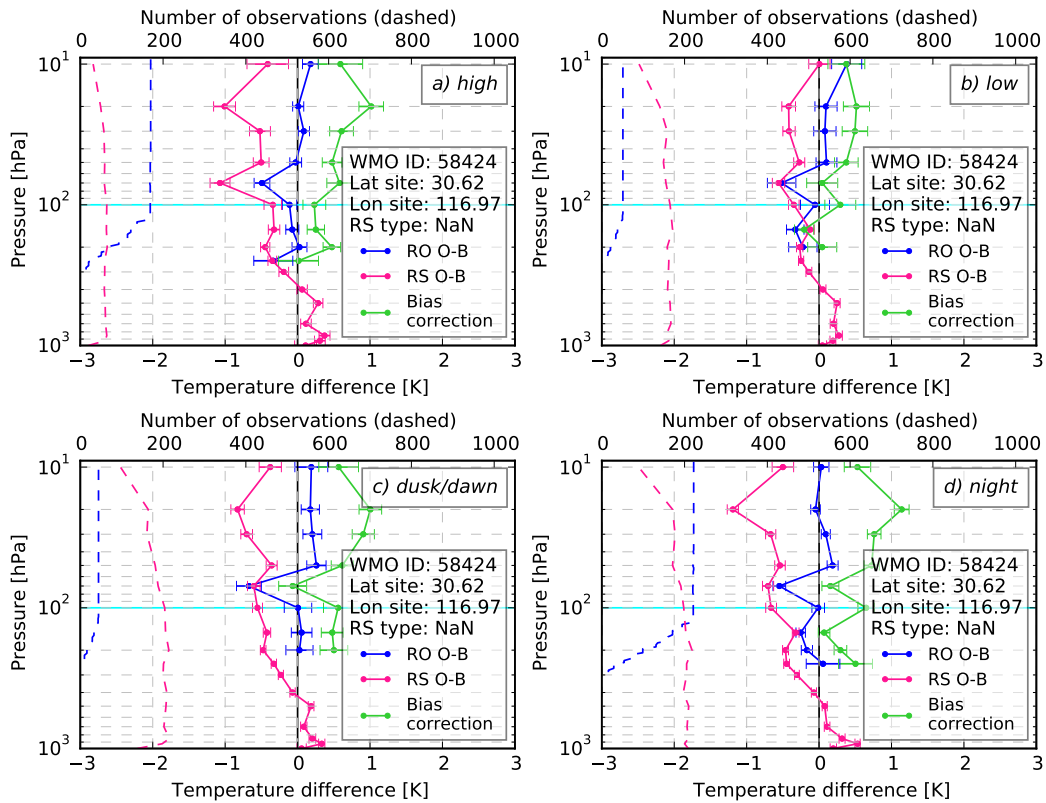 Number of observations (dashed)
0 200 400 600 800 1000
10¹
10²
10³
Pressure [hPa]
a) high
WMO ID: 58424
Lat site: 30.62
Lon site: 116.97
RS type: NaN
RO O-B
RS O-B
Bias
correction
−3 −2 −1 0 1 2 3
Temperature difference [K]
Number of observations (dashed)
0 200 400 600 800 1000
10¹
10²
10³
Pressure [hPa]
b) low
WMO ID: 58424
Lat site: 30.62
Lon site: 116.97
RS type: NaN
RO O-B
RS O-B
Bias
correction
−3 −2 −1 0 1 2 3
Temperature difference [K]
Number of observations (dashed)
0 200 400 600 800 1000
10¹
10²
10³
Pressure [hPa]
c) dusk/dawn
WMO ID: 58424
Lat site: 30.62
Lon site: 116.97
RS type: NaN
RO O-B
RS O-B
Bias
correction
−3 −2 −1 0 1 2 3
Temperature difference [K]
Number of observations (dashed)
0 200 400 600 800 1000
10¹
10²
10³
Pressure [hPa]
d) night
WMO ID: 58424
Lat site: 30.62
Lon site: 116.97
RS type: NaN
RO O-B
RS O-B
Bias
correction
−3 −2 −1 0 1 2 3
Temperature difference [K]